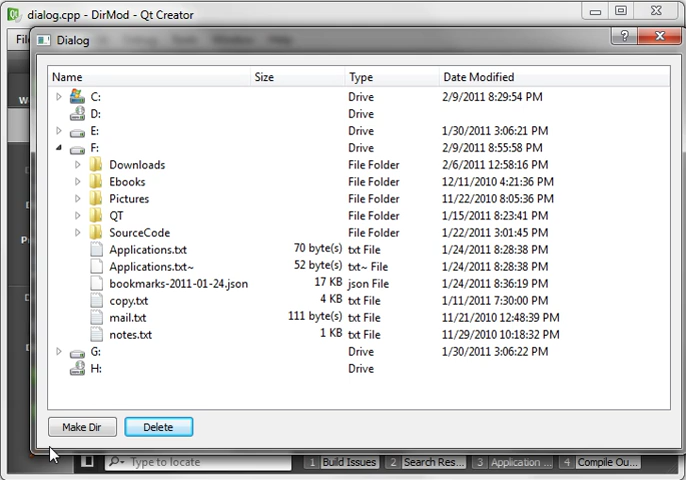 dialog.cpp - DirMod - Qt Creator
Dialog
Name Size Type Date Modified
C: Drive 2/9/2011 8:29:54 PM
D: Drive
E: Drive 1/30/2011 3:06:21 PM
F: Drive 2/9/2011 8:55:58 PM
Downloads File Folder 2/6/2011 12:58:16 PM
Ebooks File Folder 12/11/2010 4:21:36 PM
Pictures File Folder 11/22/2010 8:05:36 PM
QT File Folder 1/15/2011 8:23:41 PM
SourceCode File Folder 1/22/2011 3:01:45 PM
Applications.txt 70 byte(s) txt File 1/24/2011 8:28:38 PM
Applications.txt~ 52 byte(s) txt~ File 1/24/2011 8:28:38 PM
bookmarks-2011-01-24.json 17 KB json File 1/24/2011 8:36:19 PM
copy.txt 4 KB txt File 1/11/2011 7:30:00 PM
mail.txt 111 byte(s) txt File 11/21/2010 12:48:39 PM
notes.txt 1 KB txt File 11/29/2010 10:18:32 PM
G: Drive 1/30/2011 3:06:22 PM
H: Drive
Make Dir Delete
Type to locate 1 Build Issues 2 Search Res... 3 Application ... 4 Compile Ou...